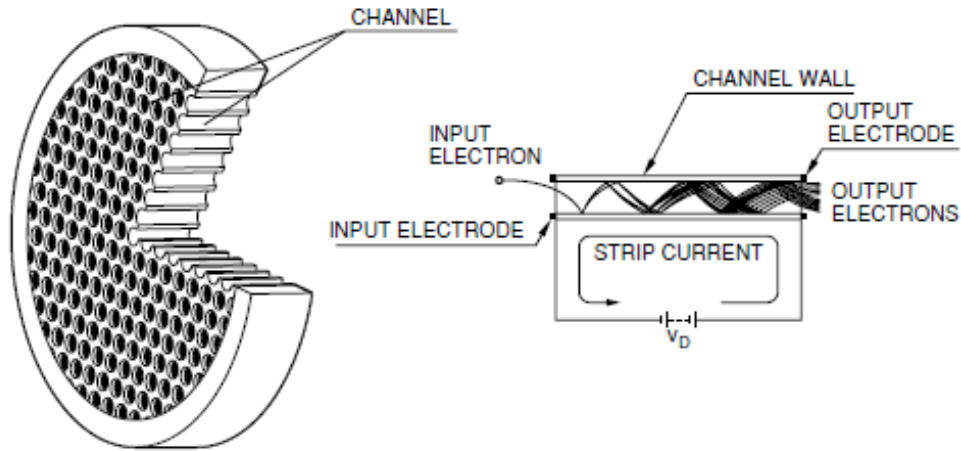 CHANNEL
CHANNEL WALL
OUTPUT
ELECTRODE
INPUT
ELECTRON
OUTPUT
ELECTRONS
INPUT ELECTRODE
STRIP CURRENT
VD